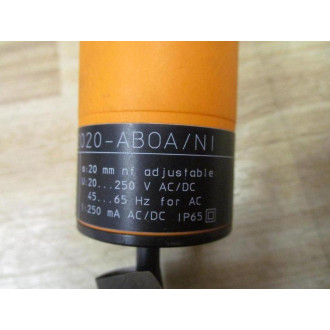 D20-ABOA/NI
a:20 mm nf adjustable
U:20...250 V AC/DC
45...65 Hz for AC
I:250 mA AC/DC IP65